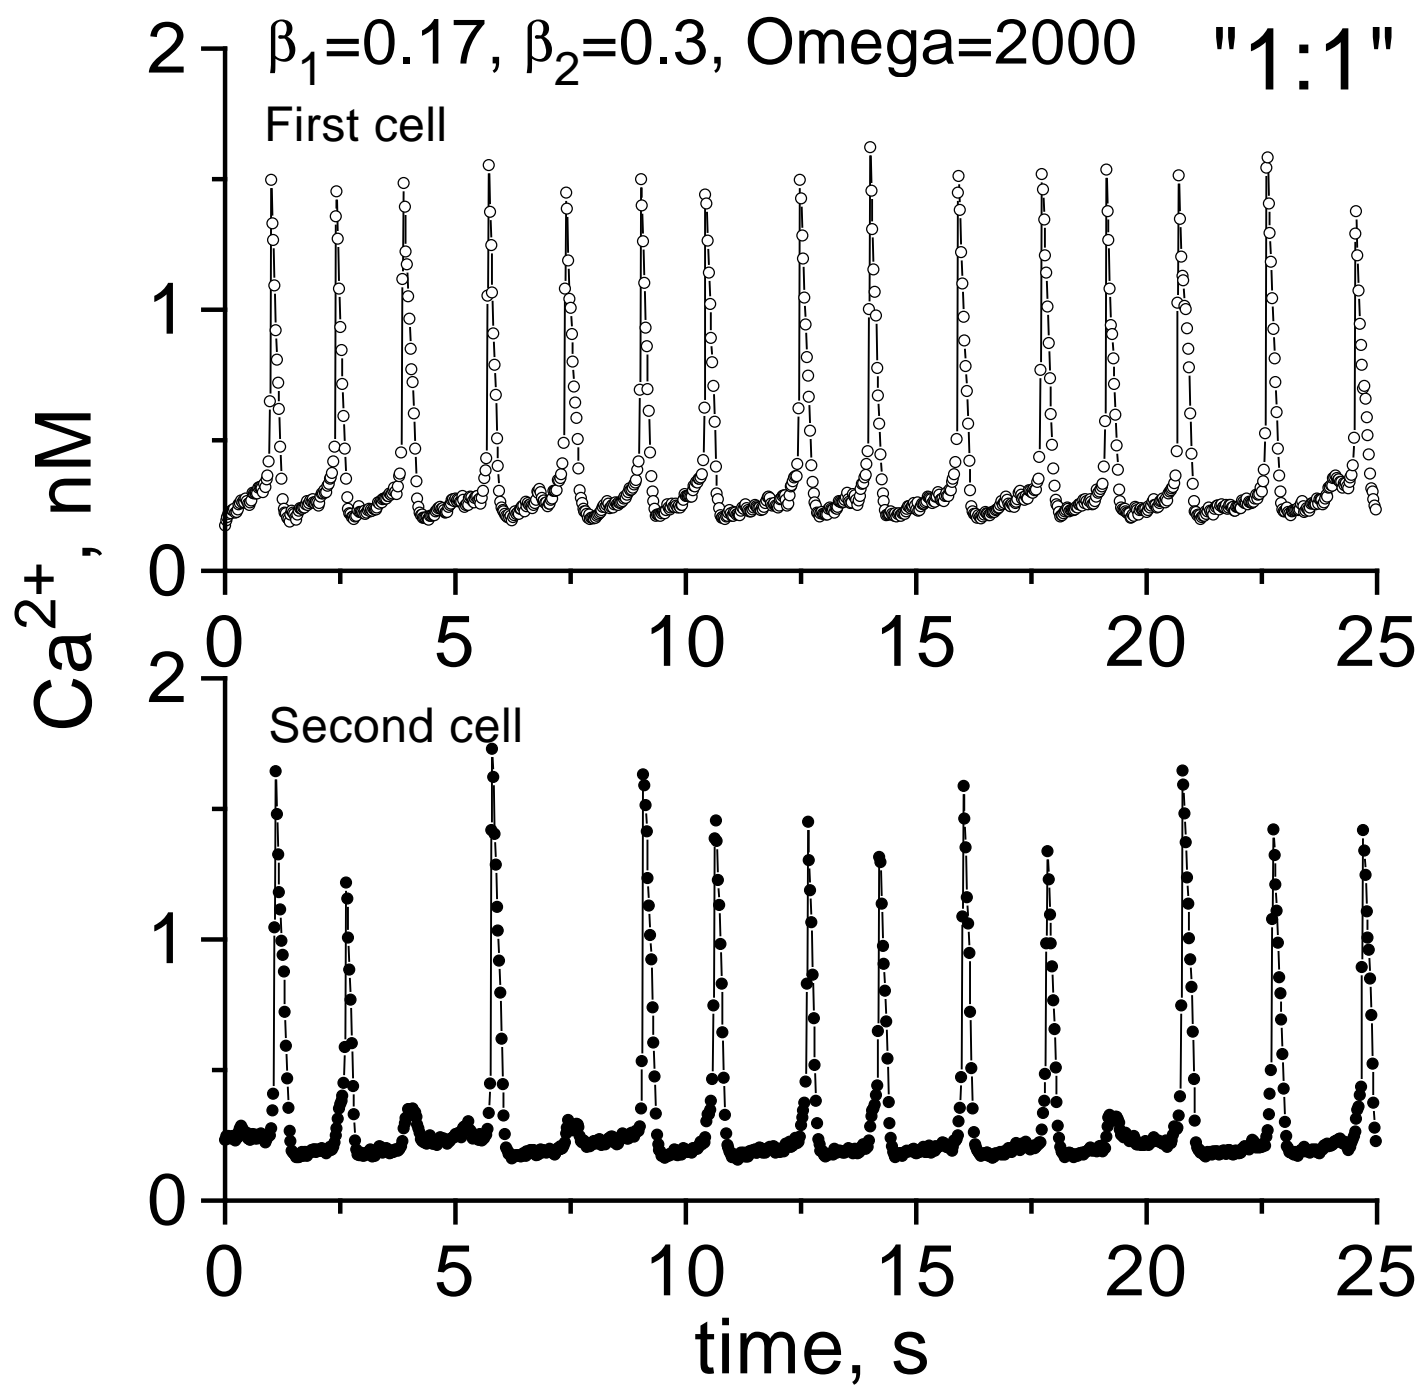 β1=0.17, β2=0.3, Omega=2000
"1:1"
First cell
2
1
0
0 5 10 15 20 25
Ca2+, nM
Second cell
2
1
0
0 5 10 15 20 25
time, s